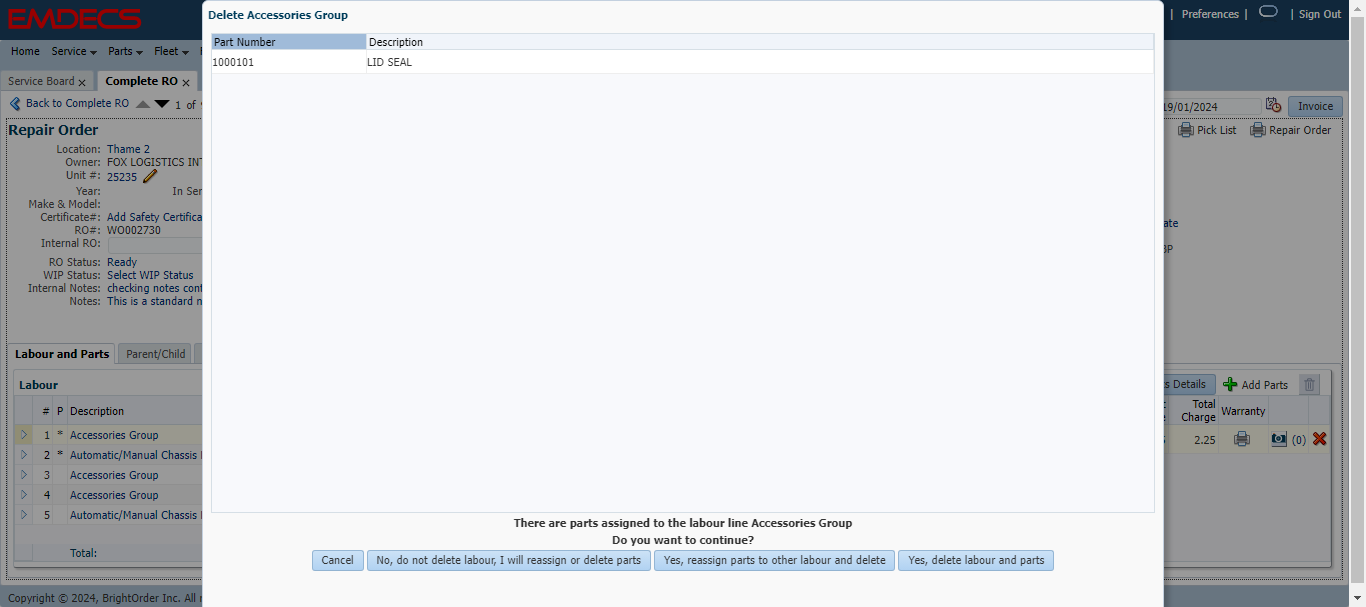 EMDECS
| Preferences | | Sign Out
Home Service Parts Fleet
Service Board x Complete RO x
Back to Complete RO 1 of
19/01/2024 Invoice
Repair Order
Pick List Repair Order
Location: Thame 2
Owner: FOX LOGISTICS INT
Unit #: 25235
Year: In Ser
Make & Model:
Certificate#: Add Safety Certifica
RO#: WO002730
Internal RO:
RO Status: Ready
WIP Status: Select WIP Status
Internal Notes: checking notes cont
Notes: This is a standard n
ate
BP
Labour and Parts Parent/Child
Labour
s Details Add Parts
# P Description
Total Charge Warranty
1 * Accessories Group
2.25 (0)
2 * Automatic/Manual Chassis
3 Accessories Group
4 Accessories Group
5 Automatic/Manual Chassis
Total:
Copyright © 2024, BrightOrder Inc. All
Delete Accessories Group
Part Number Description
1000101 LID SEAL
There are parts assigned to the labour line Accessories Group
Do you want to continue?
Cancel No, do not delete labour, I will reassign or delete parts Yes, reassign parts to other labour and delete Yes, delete labour and parts